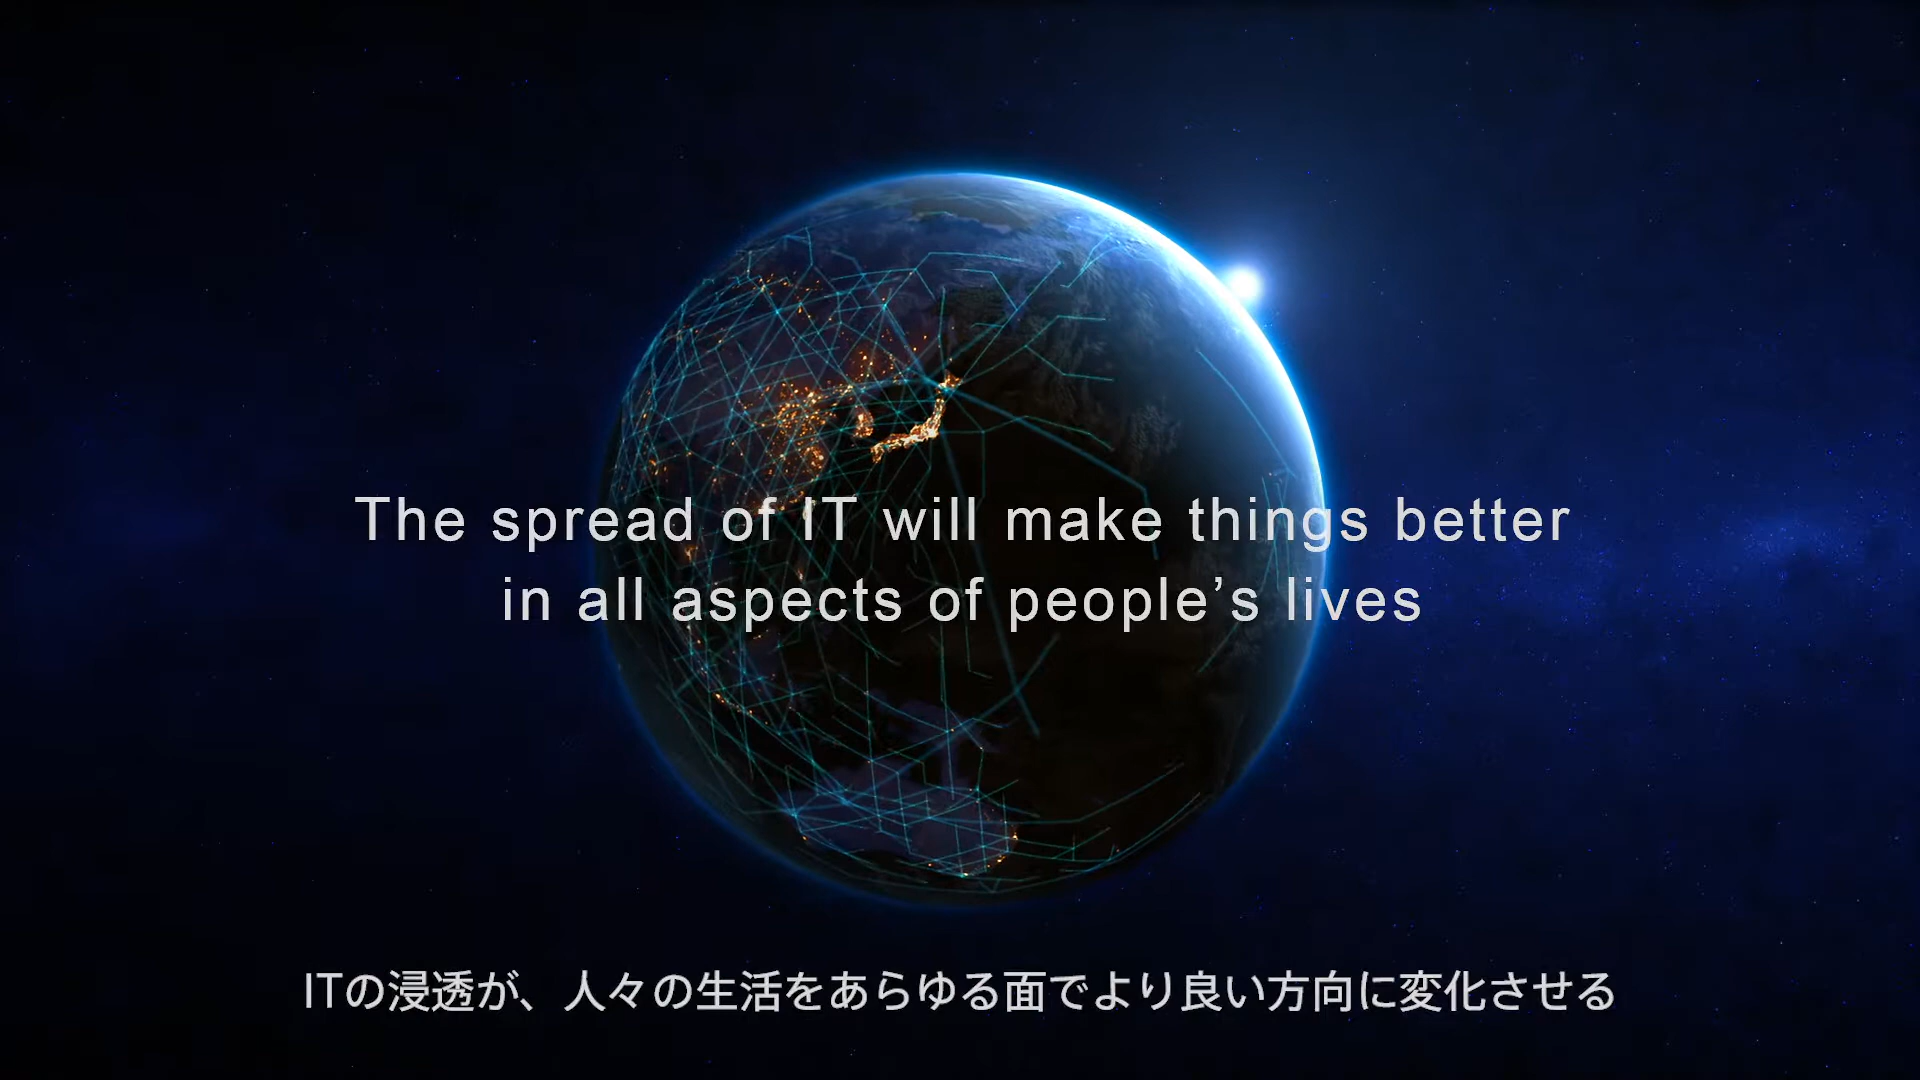 The spread of IT will make things better
in all aspects of people’s lives
ITの浸透が、人々の生活をあらゆる面でより良い方向に変化させる